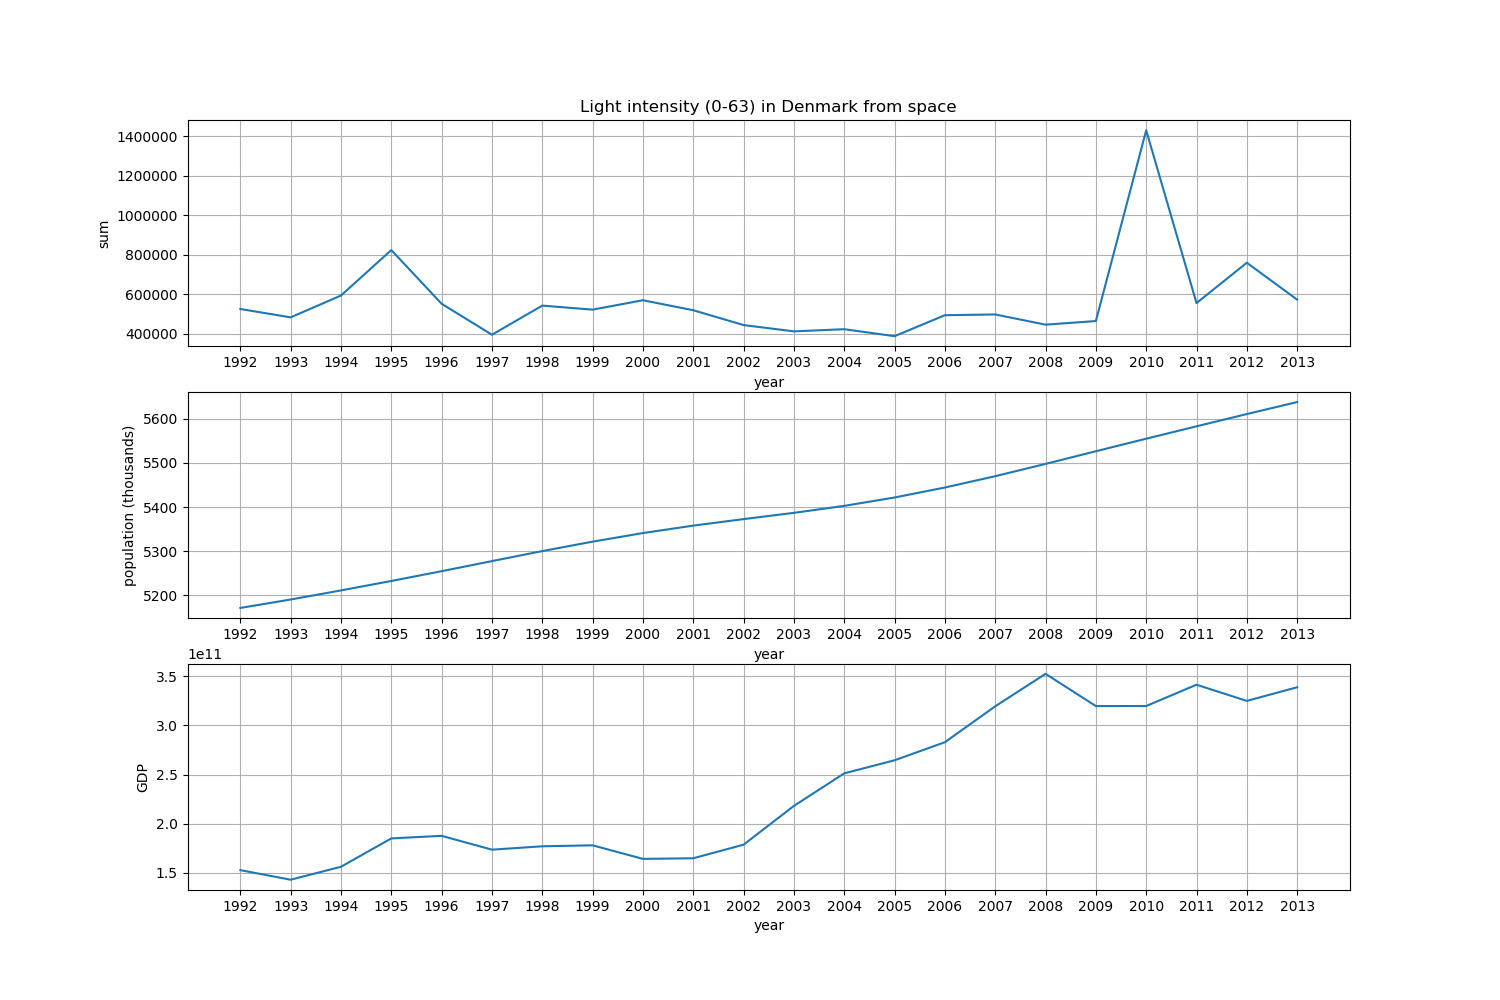 Light intensity (0-63) in Denmark from space
1400000
1200000
1000000
800000
600000
400000
sum
1992 1993 1994 1995 1996 1997 1998 1999 2000 2001 2002 2003 2004 2005 2006 2007 2008 2009 2010 2011 2012 2013
year
5600
5500
5400
5300
5200
population (thousands)
1992 1993 1994 1995 1996 1997 1998 1999 2000 2001 2002 2003 2004 2005 2006 2007 2008 2009 2010 2011 2012 2013
year
1e11
3.5
3.0
2.5
2.0
1.5
GDP
1992 1993 1994 1995 1996 1997 1998 1999 2000 2001 2002 2003 2004 2005 2006 2007 2008 2009 2010 2011 2012 2013
year